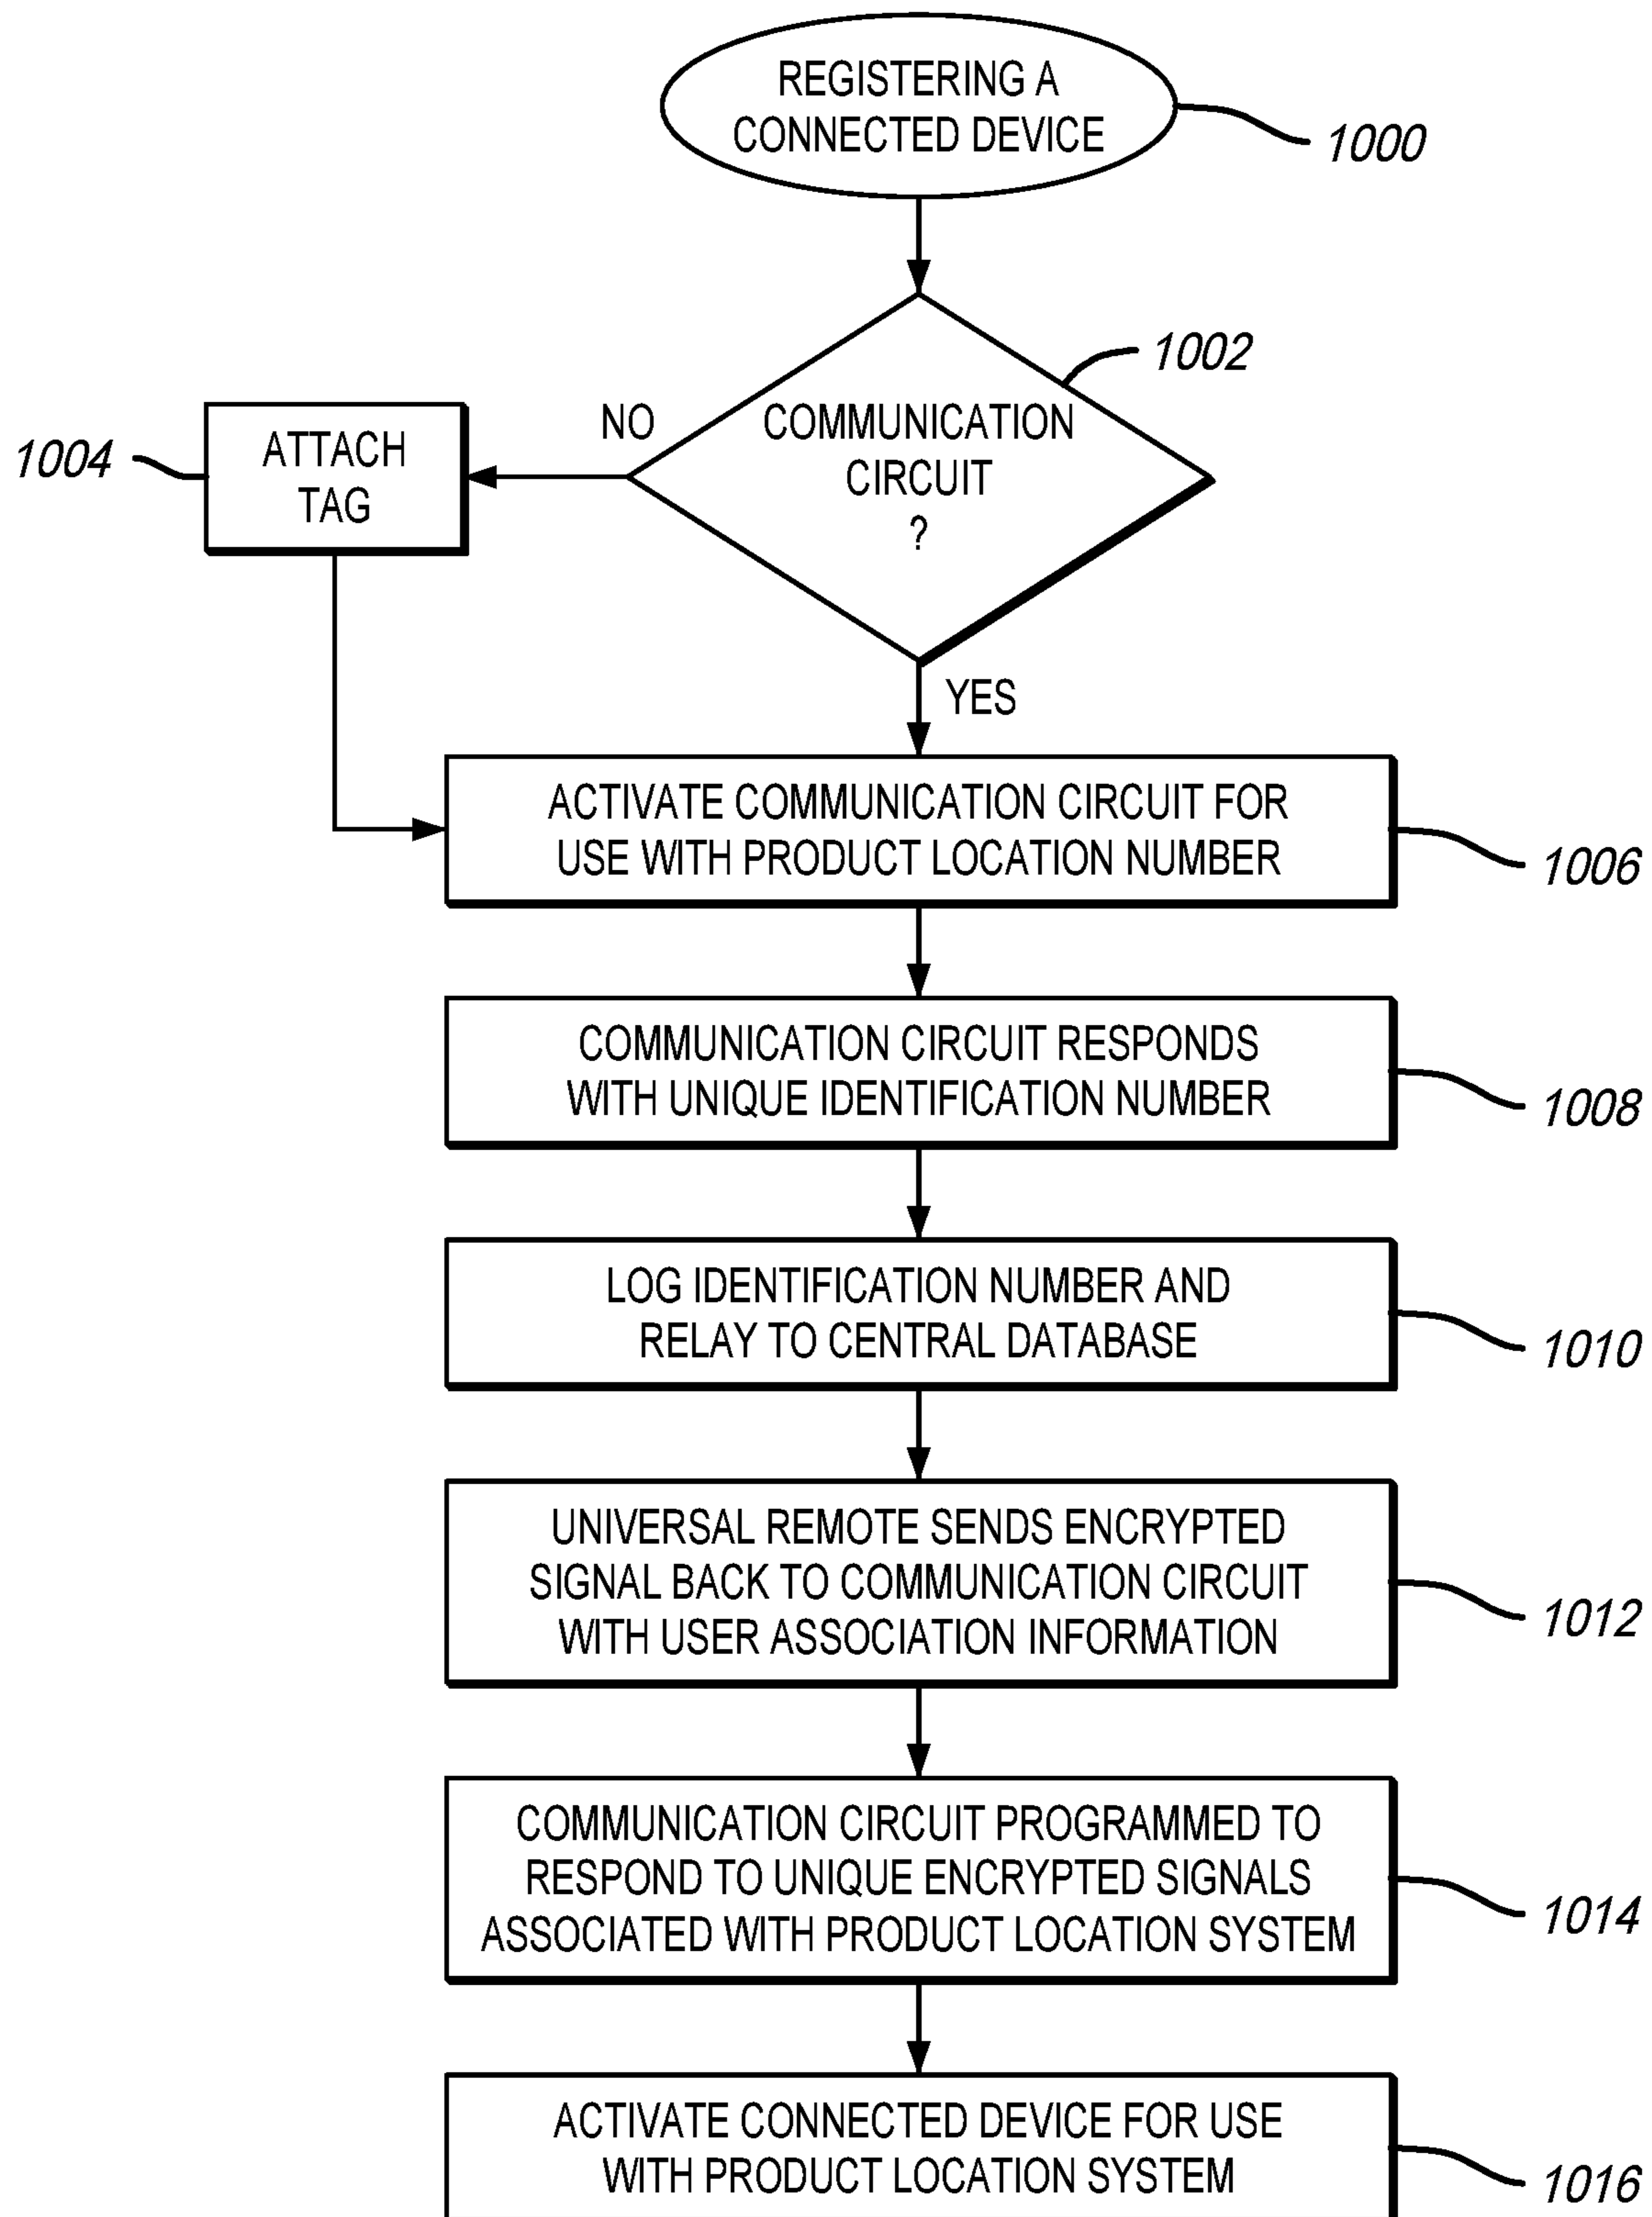 REGISTERING A
CONNECTED DEVICE
1000
1002
COMMUNICATION
CIRCUIT
?
NO
ATTACH
TAG
1004
YES
ACTIVATE COMMUNICATION CIRCUIT FOR
USE WITH PRODUCT LOCATION NUMBER
1006
COMMUNICATION CIRCUIT RESPONDS
WITH UNIQUE IDENTIFICATION NUMBER
1008
LOG IDENTIFICATION NUMBER AND
RELAY TO CENTRAL DATABASE
1010
UNIVERSAL REMOTE SENDS ENCRYPTED
SIGNAL BACK TO COMMUNICATION CIRCUIT
WITH USER ASSOCIATION INFORMATION
1012
COMMUNICATION CIRCUIT PROGRAMMED TO
RESPOND TO UNIQUE ENCRYPTED SIGNALS
ASSOCIATED WITH PRODUCT LOCATION SYSTEM
1014
ACTIVATE CONNECTED DEVICE FOR USE
WITH PRODUCT LOCATION SYSTEM
1016